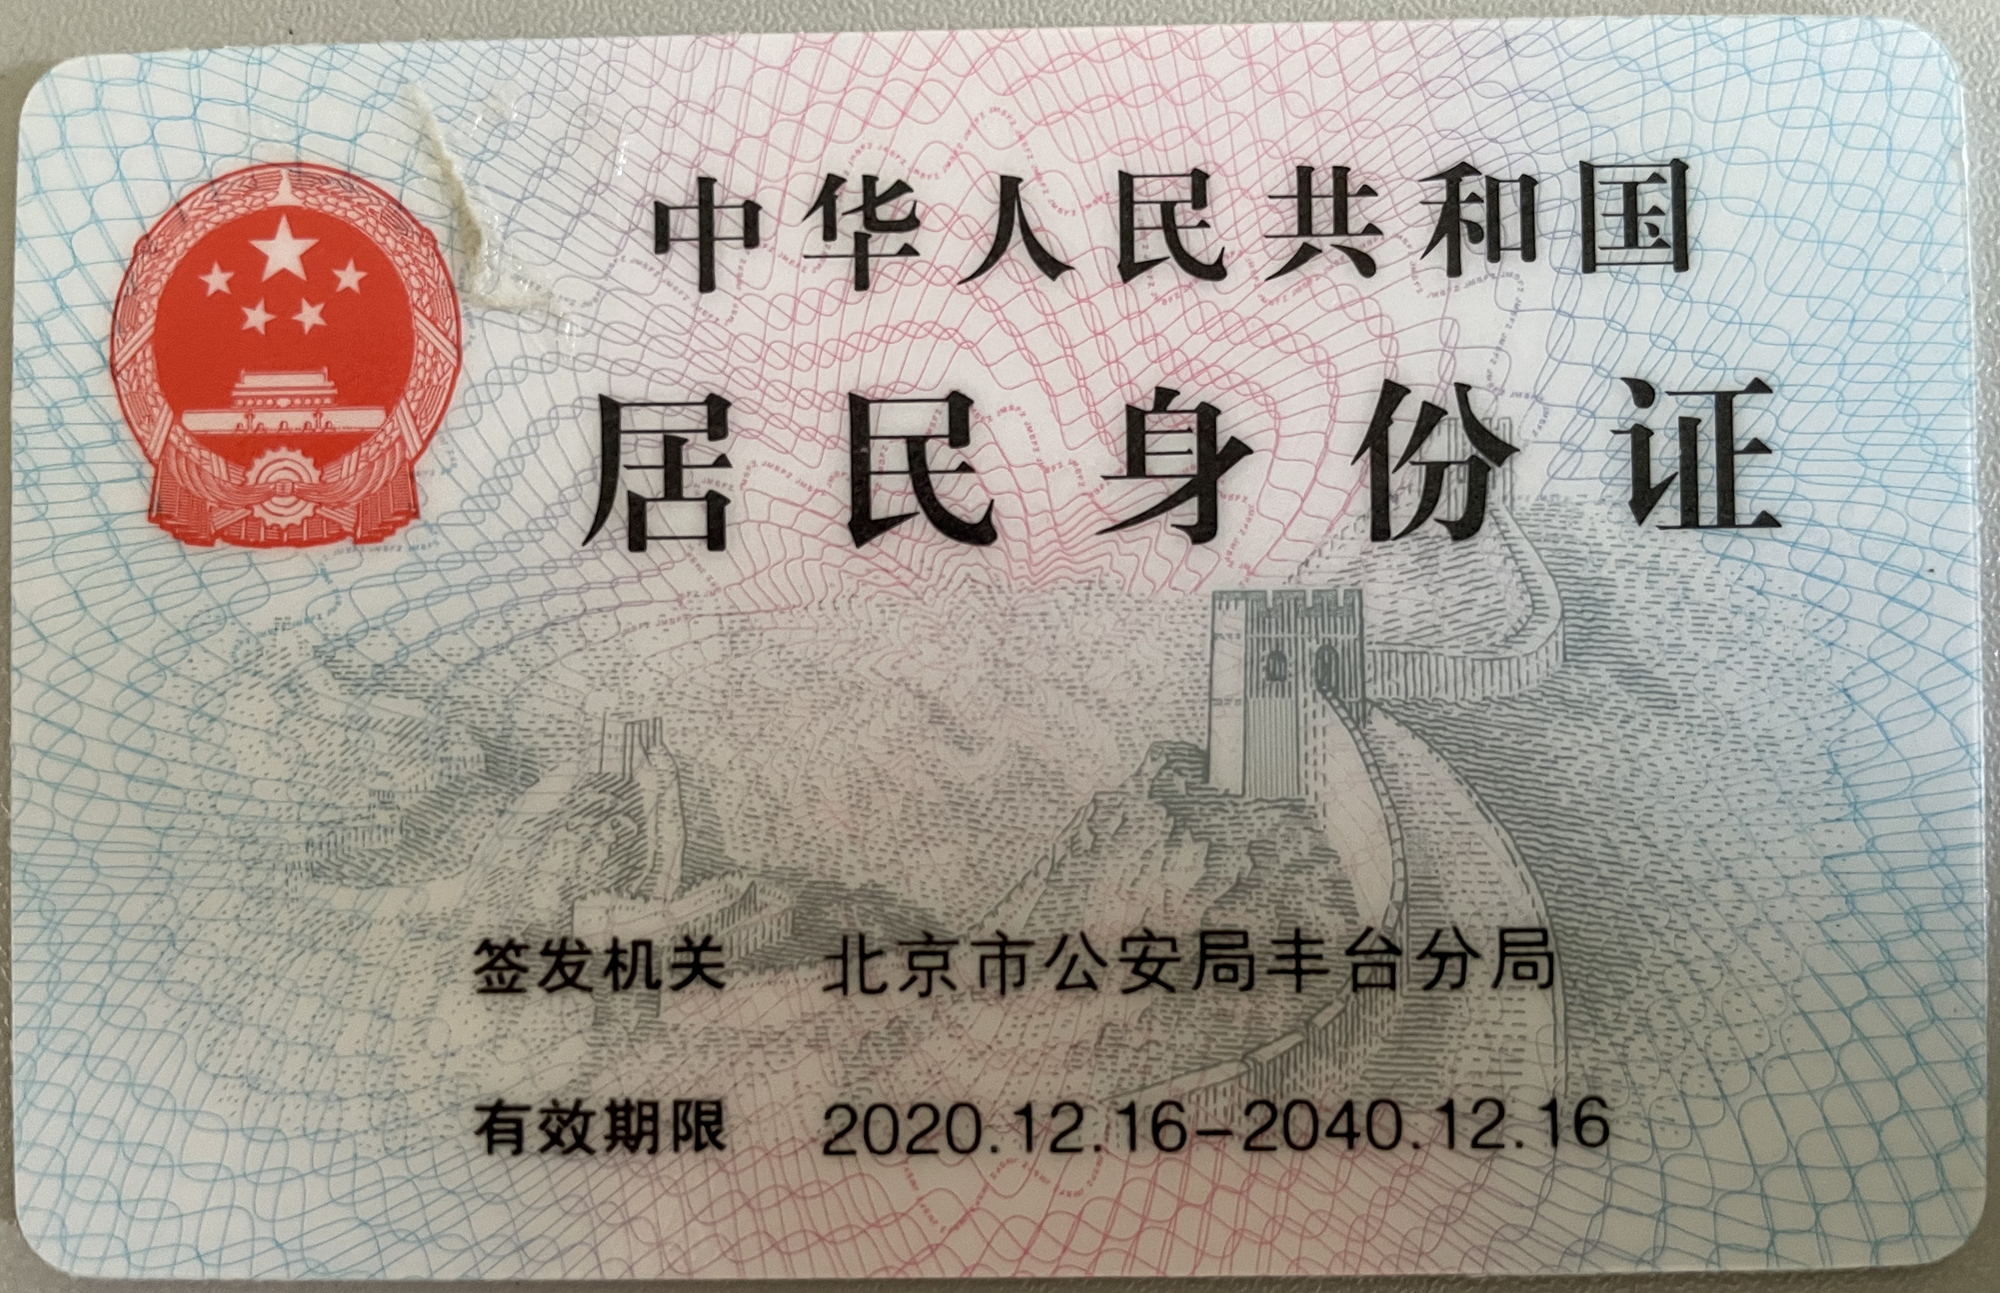 中华人民共和国
居民身份证
签发机关 北京市公安局丰台分局
有效期限 2020.12.16-2040.12.16